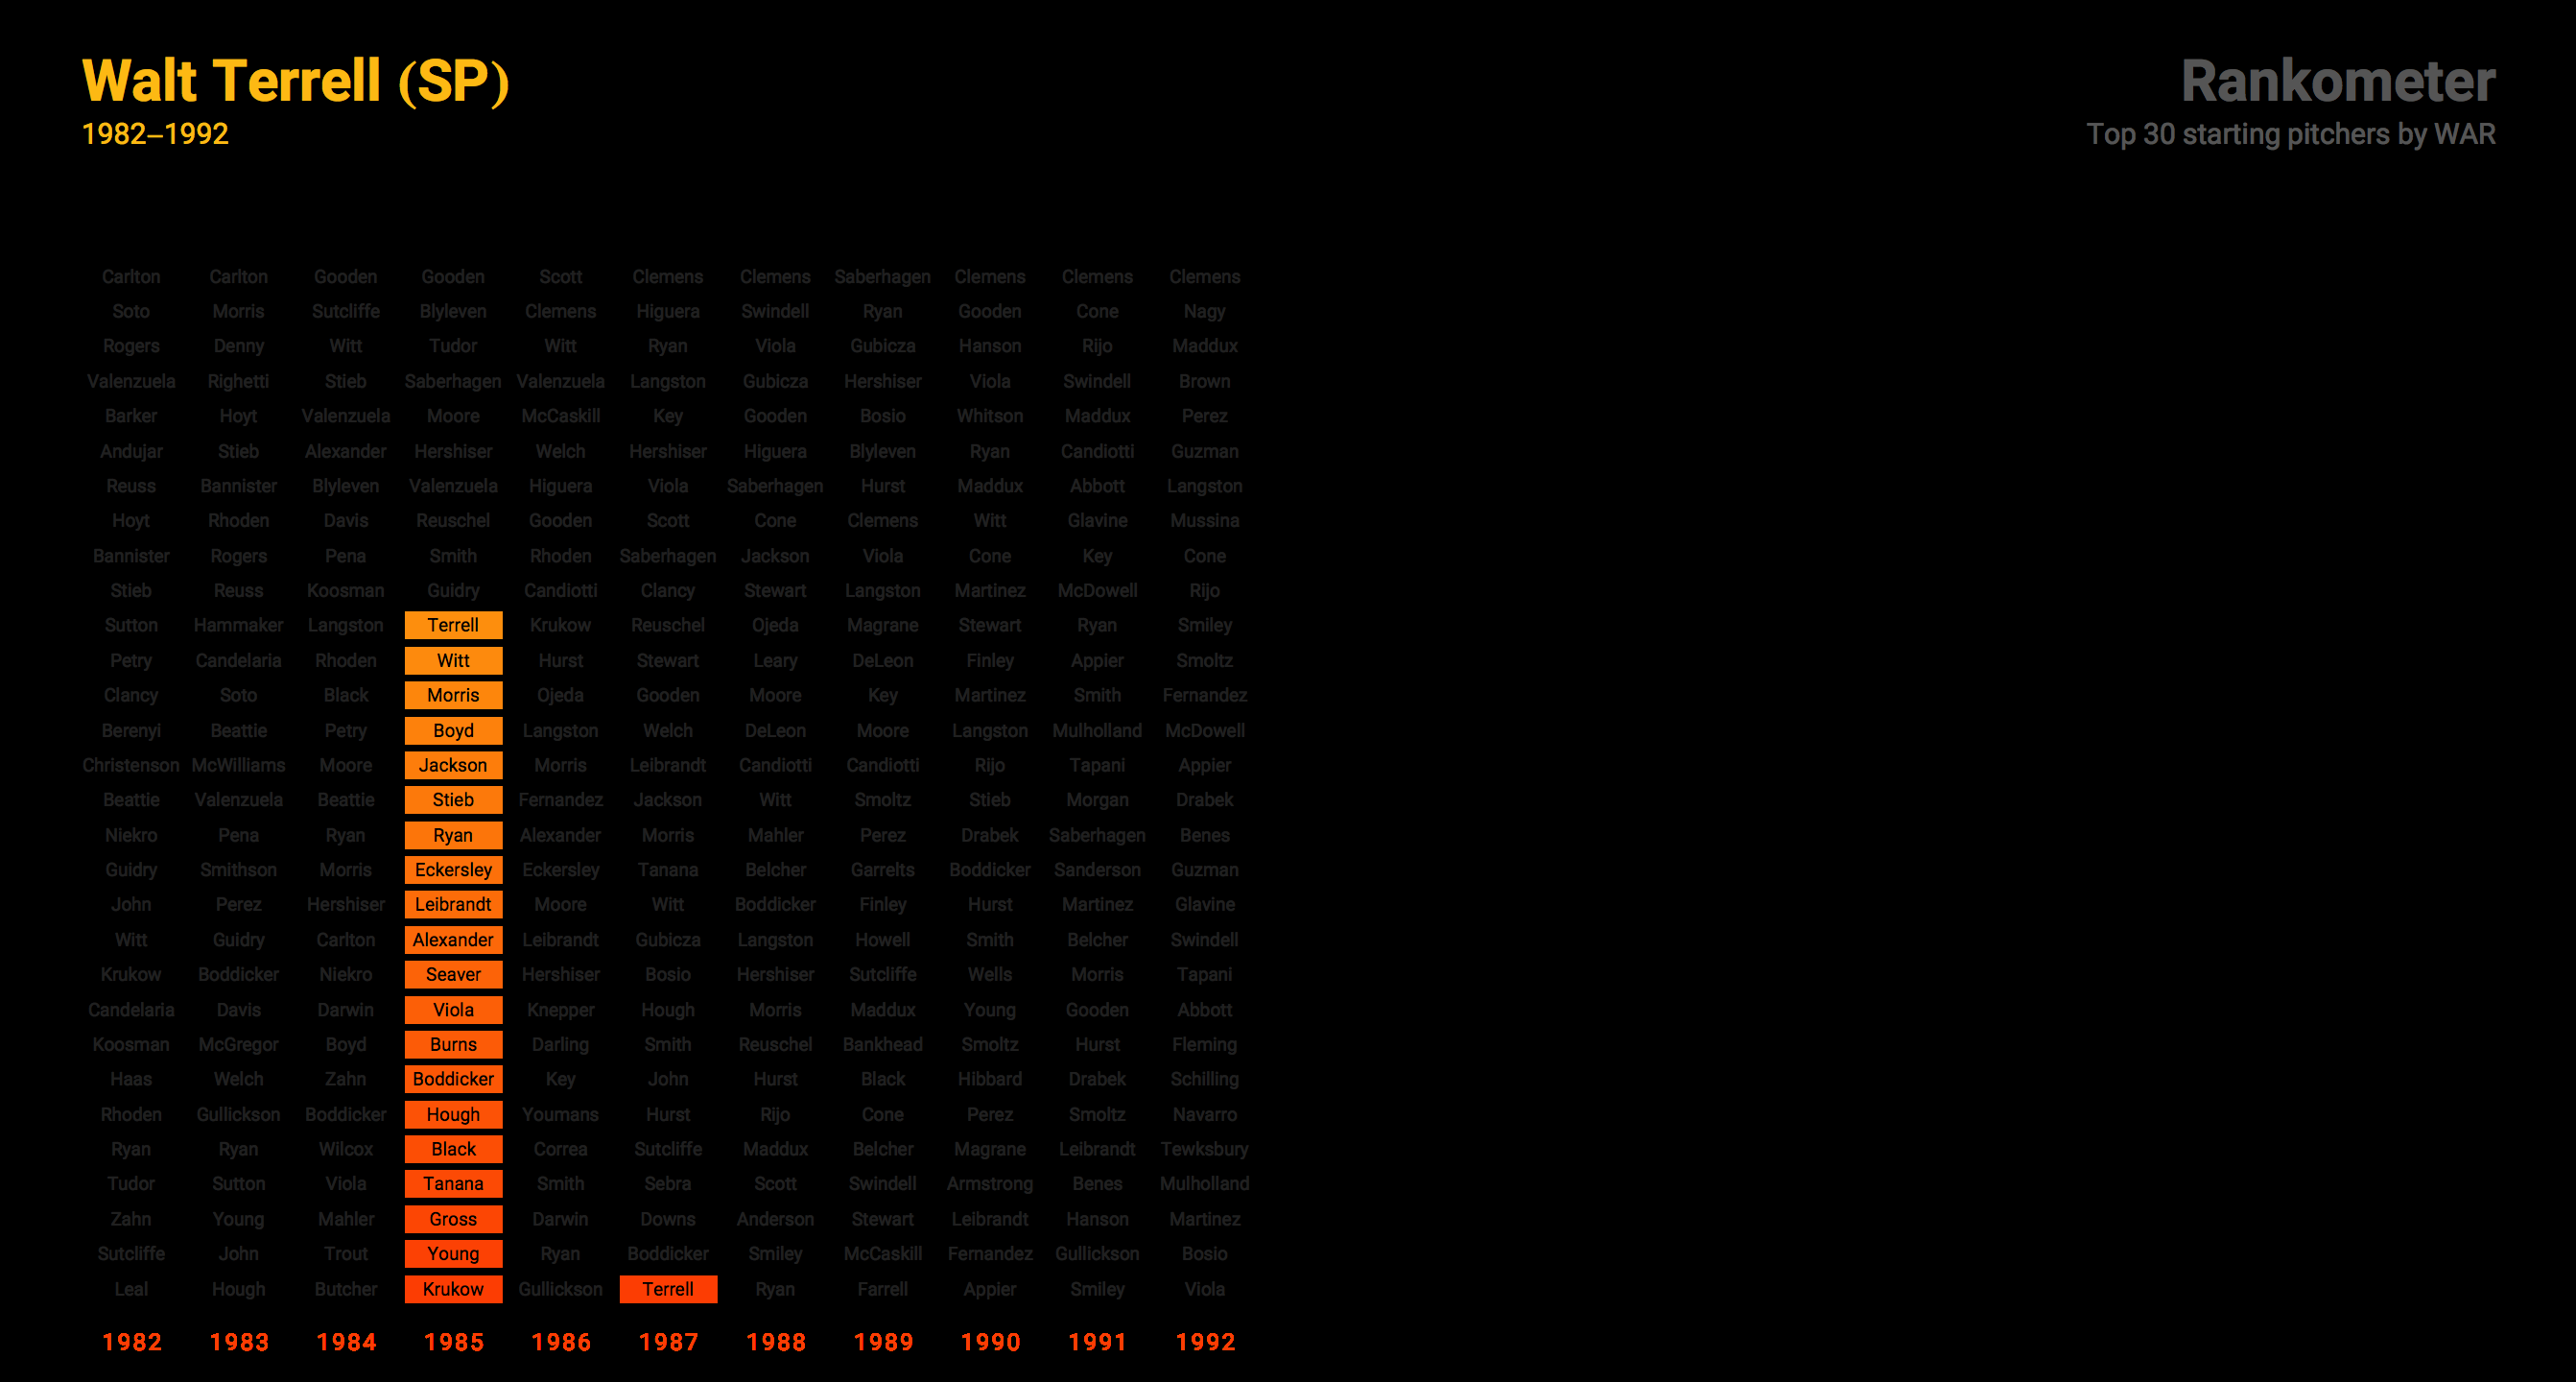 Walt Terrell (SP)
1982–1992
Rankometer
Top 30 starting pitchers by WAR
Carlton Carlton Gooden Gooden Scott Clemens Clemens Saberhagen Clemens Clemens Clemens
Soto Morris Sutcliffe Blyleven Clemens Higuera Swindell Ryan Gooden Cone Nagy
Rogers Denny Witt Tudor Witt Ryan Viola Gubicza Hanson Rijo Maddux
Valenzuela Righetti Stieb Saberhagen Valenzuela Langston Gubicza Hershiser Viola Swindell Brown
Barker Hoyt Valenzuela Moore McCaskill Key Gooden Bosio Whitson Maddux Perez
Andujar Stieb Alexander Hershiser Welch Hershiser Higuera Blyleven Ryan Candiotti Guzman
Reuss Bannister Blyleven Valenzuela Higuera Viola Saberhagen Hurst Maddux Abbott Langston
Hoyt Rhoden Davis Reuschel Gooden Scott Cone Clemens Witt Glavine Mussina
Bannister Rogers Pena Smith Rhoden Saberhagen Jackson Viola Cone Key Cone
Stieb Reuss Koosman Guidry Candiotti Clancy Stewart Langston Martinez McDowell Rijo
Sutton Hammaker Langston Terrell Krukow Reuschel Ojeda Magrane Stewart Ryan Smiley
Petry Candelaria Rhoden Witt Hurst Stewart Leary DeLeon Finley Appier Smoltz
Clancy Soto Black Morris Ojeda Gooden Moore Key Martinez Smith Fernandez
Berenyi Beattie Petry Boyd Langston Welch DeLeon Moore Langston Mulholland McDowell
Christenson McWilliams Moore Jackson Morris Leibrandt Candiotti Candiotti Rijo Tapani Appier
Beattie Valenzuela Beattie Stieb Fernandez Jackson Witt Smoltz Stieb Morgan Drabek
Niekro Pena Ryan Ryan Alexander Morris Mahler Perez Drabek Saberhagen Benes
Guidry Smithson Morris Eckersley Eckersley Tanana Belcher Garrelts Boddicker Sanderson Guzman
John Perez Hershiser Leibrandt Moore Witt Boddicker Finley Hurst Martinez Glavine
Witt Guidry Carlton Alexander Leibrandt Gubicza Langston Howell Smith Belcher Swindell
Krukow Boddicker Niekro Seaver Hershiser Bosio Hershiser Sutcliffe Wells Morris Tapani
Candelaria Davis Darwin Viola Knepper Hough Morris Maddux Young Gooden Abbott
Koosman McGregor Boyd Burns Darling Smith Reuschel Bankhead Smoltz Hurst Fleming
Haas Welch Zahn Boddicker Key John Hurst Black Hibbard Drabek Schilling
Rhoden Gullickson Boddicker Hough Youmans Hurst Rijo Cone Perez Smoltz Navarro
Ryan Ryan Wilcox Black Correa Sutcliffe Maddux Belcher Magrane Leibrandt Tewksbury
Tudor Sutton Viola Tanana Smith Sebra Scott Swindell Armstrong Benes Mulholland
Zahn Young Mahler Gross Darwin Downs Anderson Stewart Leibrandt Hanson Martinez
Sutcliffe John Trout Young Ryan Boddicker Smiley McCaskill Fernandez Gullickson Bosio
Leal Hough Butcher Krukow Gullickson Terrell Ryan Farrell Appier Smiley Viola
1982 1983 1984 1985 1986 1987 1988 1989 1990 1991 1992